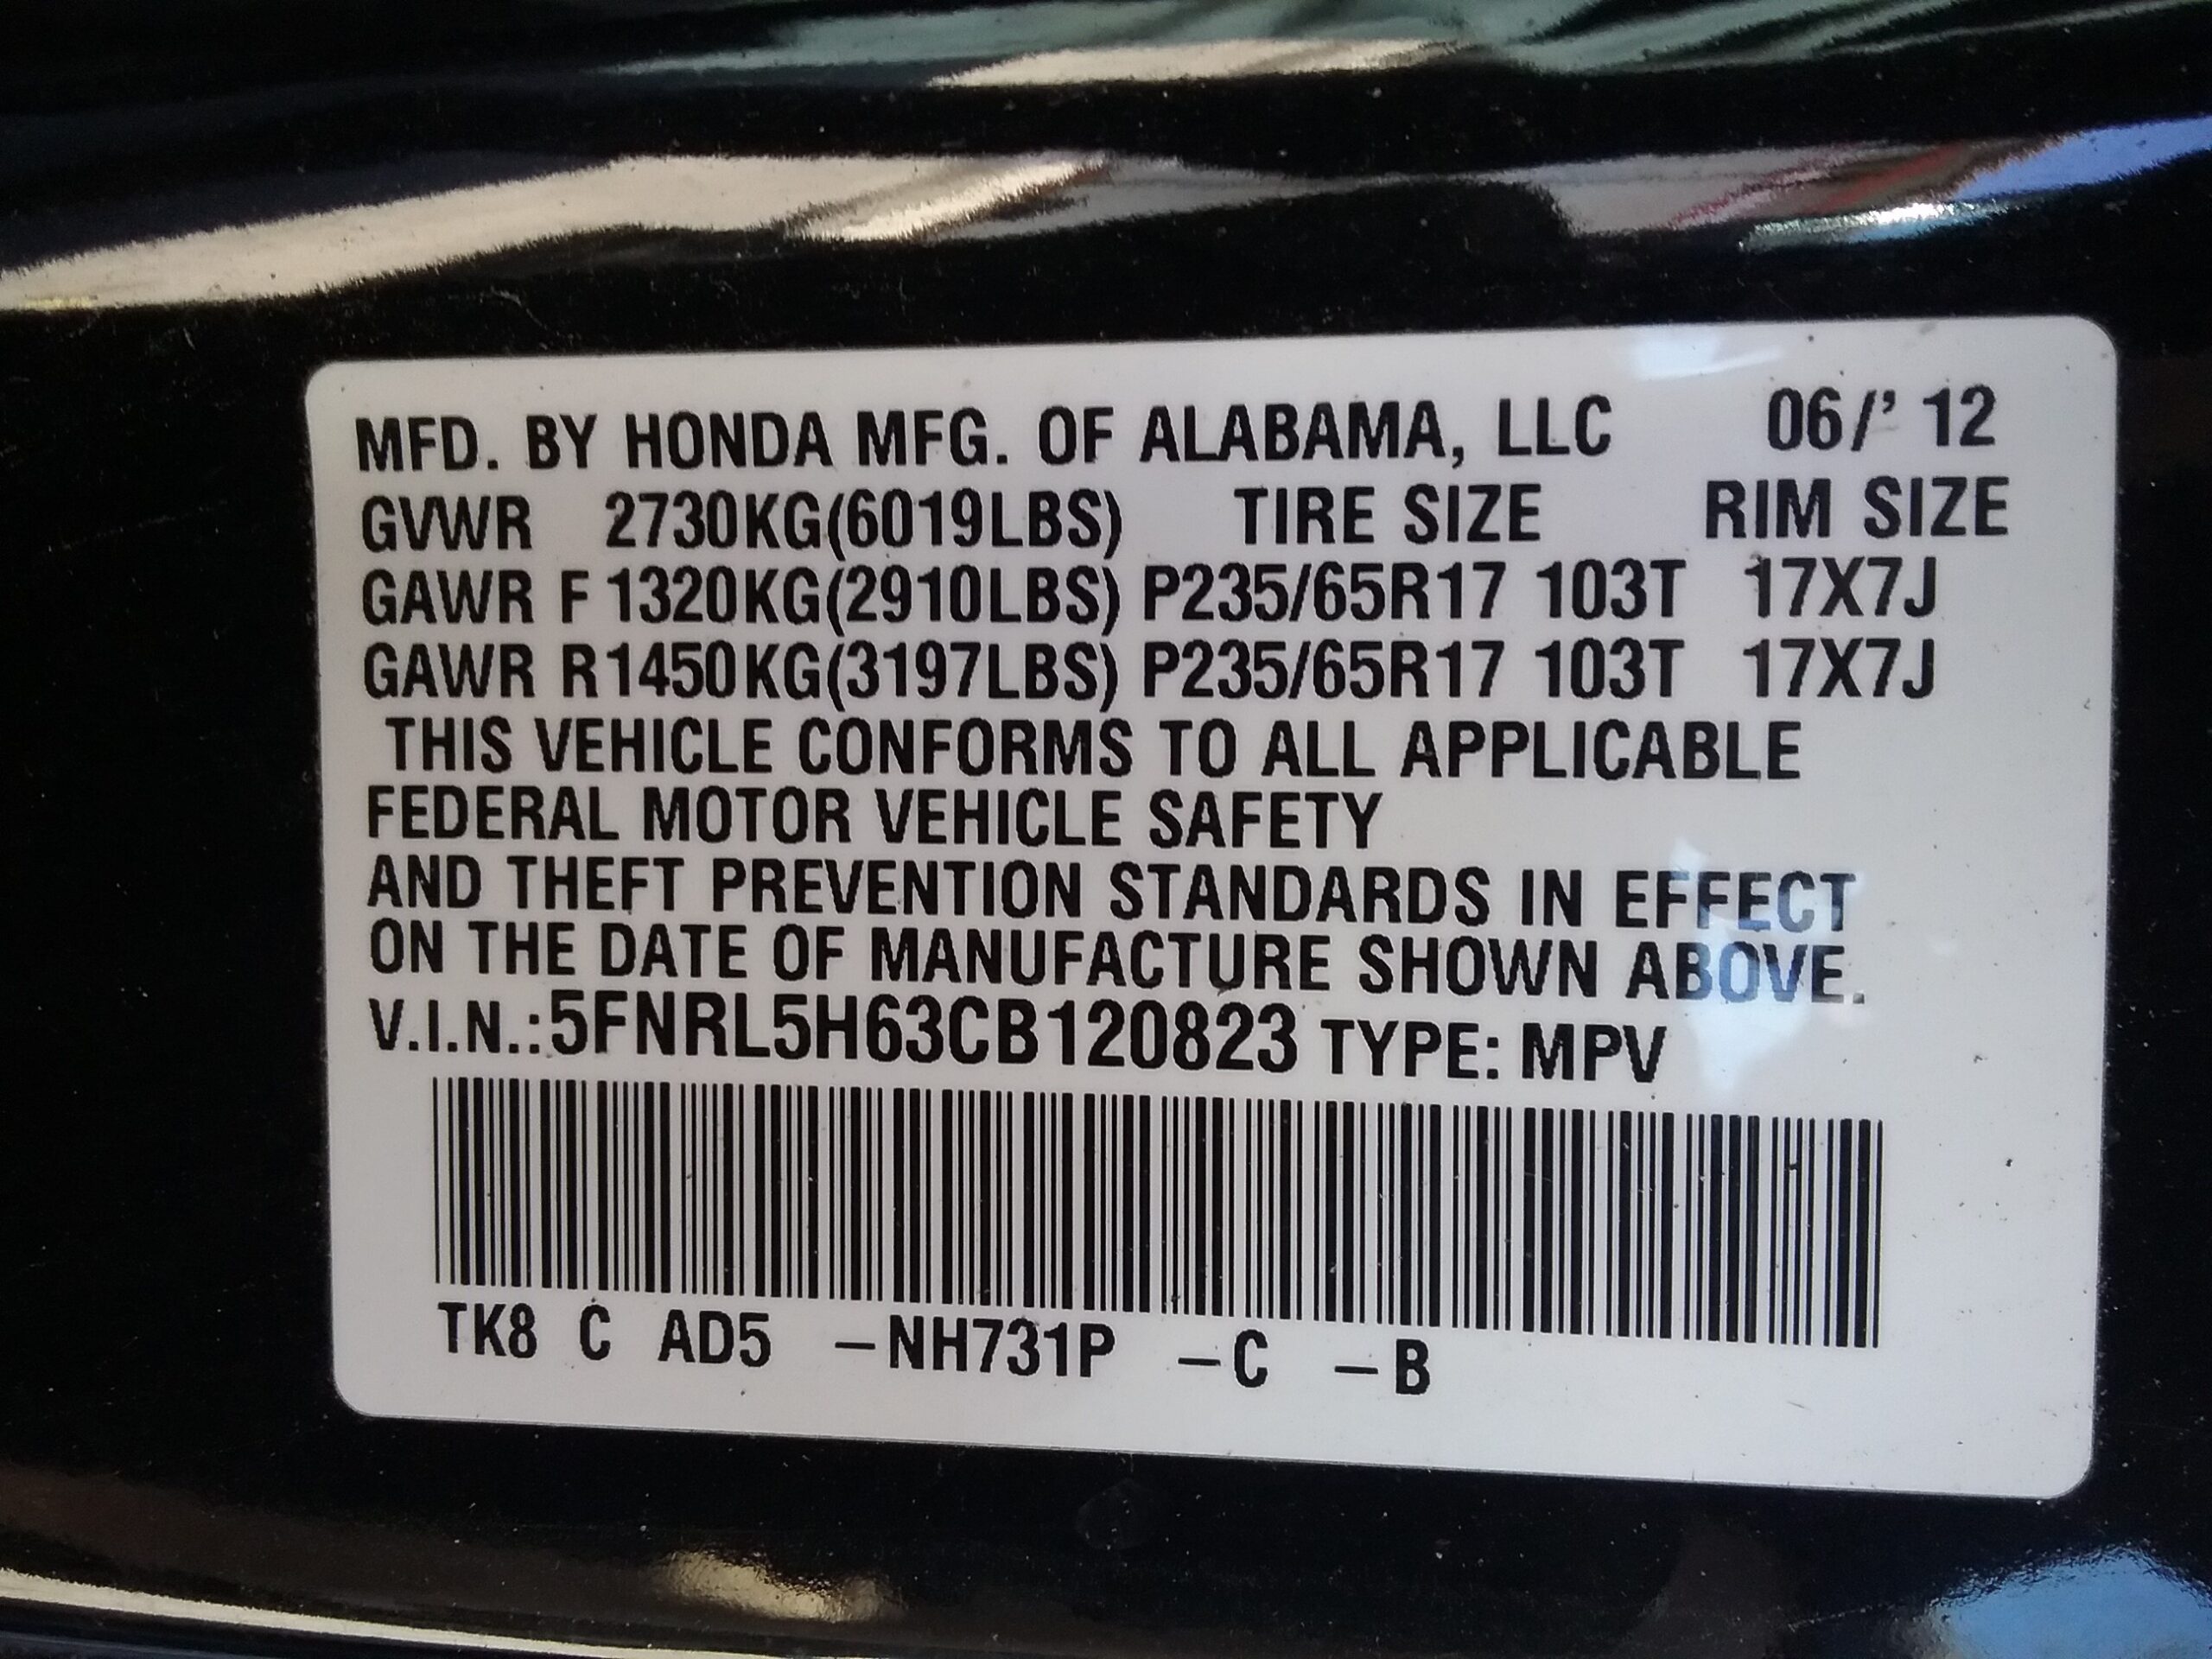 MFD. BY HONDA MFG. OF ALABAMA, LLC 06/' 12
GVWR 2730KG(6019LBS) TIRE SIZE RIM SIZE
GAWR F 1320KG(2910LBS) P235/65R17 103T 17X7J
GAWR R1450KG(3197LBS) P235/65R17 103T 17X7J
THIS VEHICLE CONFORMS TO ALL APPLICABLE
FEDERAL MOTOR VEHICLE SAFETY
AND THEFT PREVENTION STANDARDS IN EFFECT
ON THE DATE OF MANUFACTURE SHOWN ABOVE.
V.I.N.:5FNRL5H63CB120823 TYPE: MPV
TK8 C AD5 –NH731P –C –B